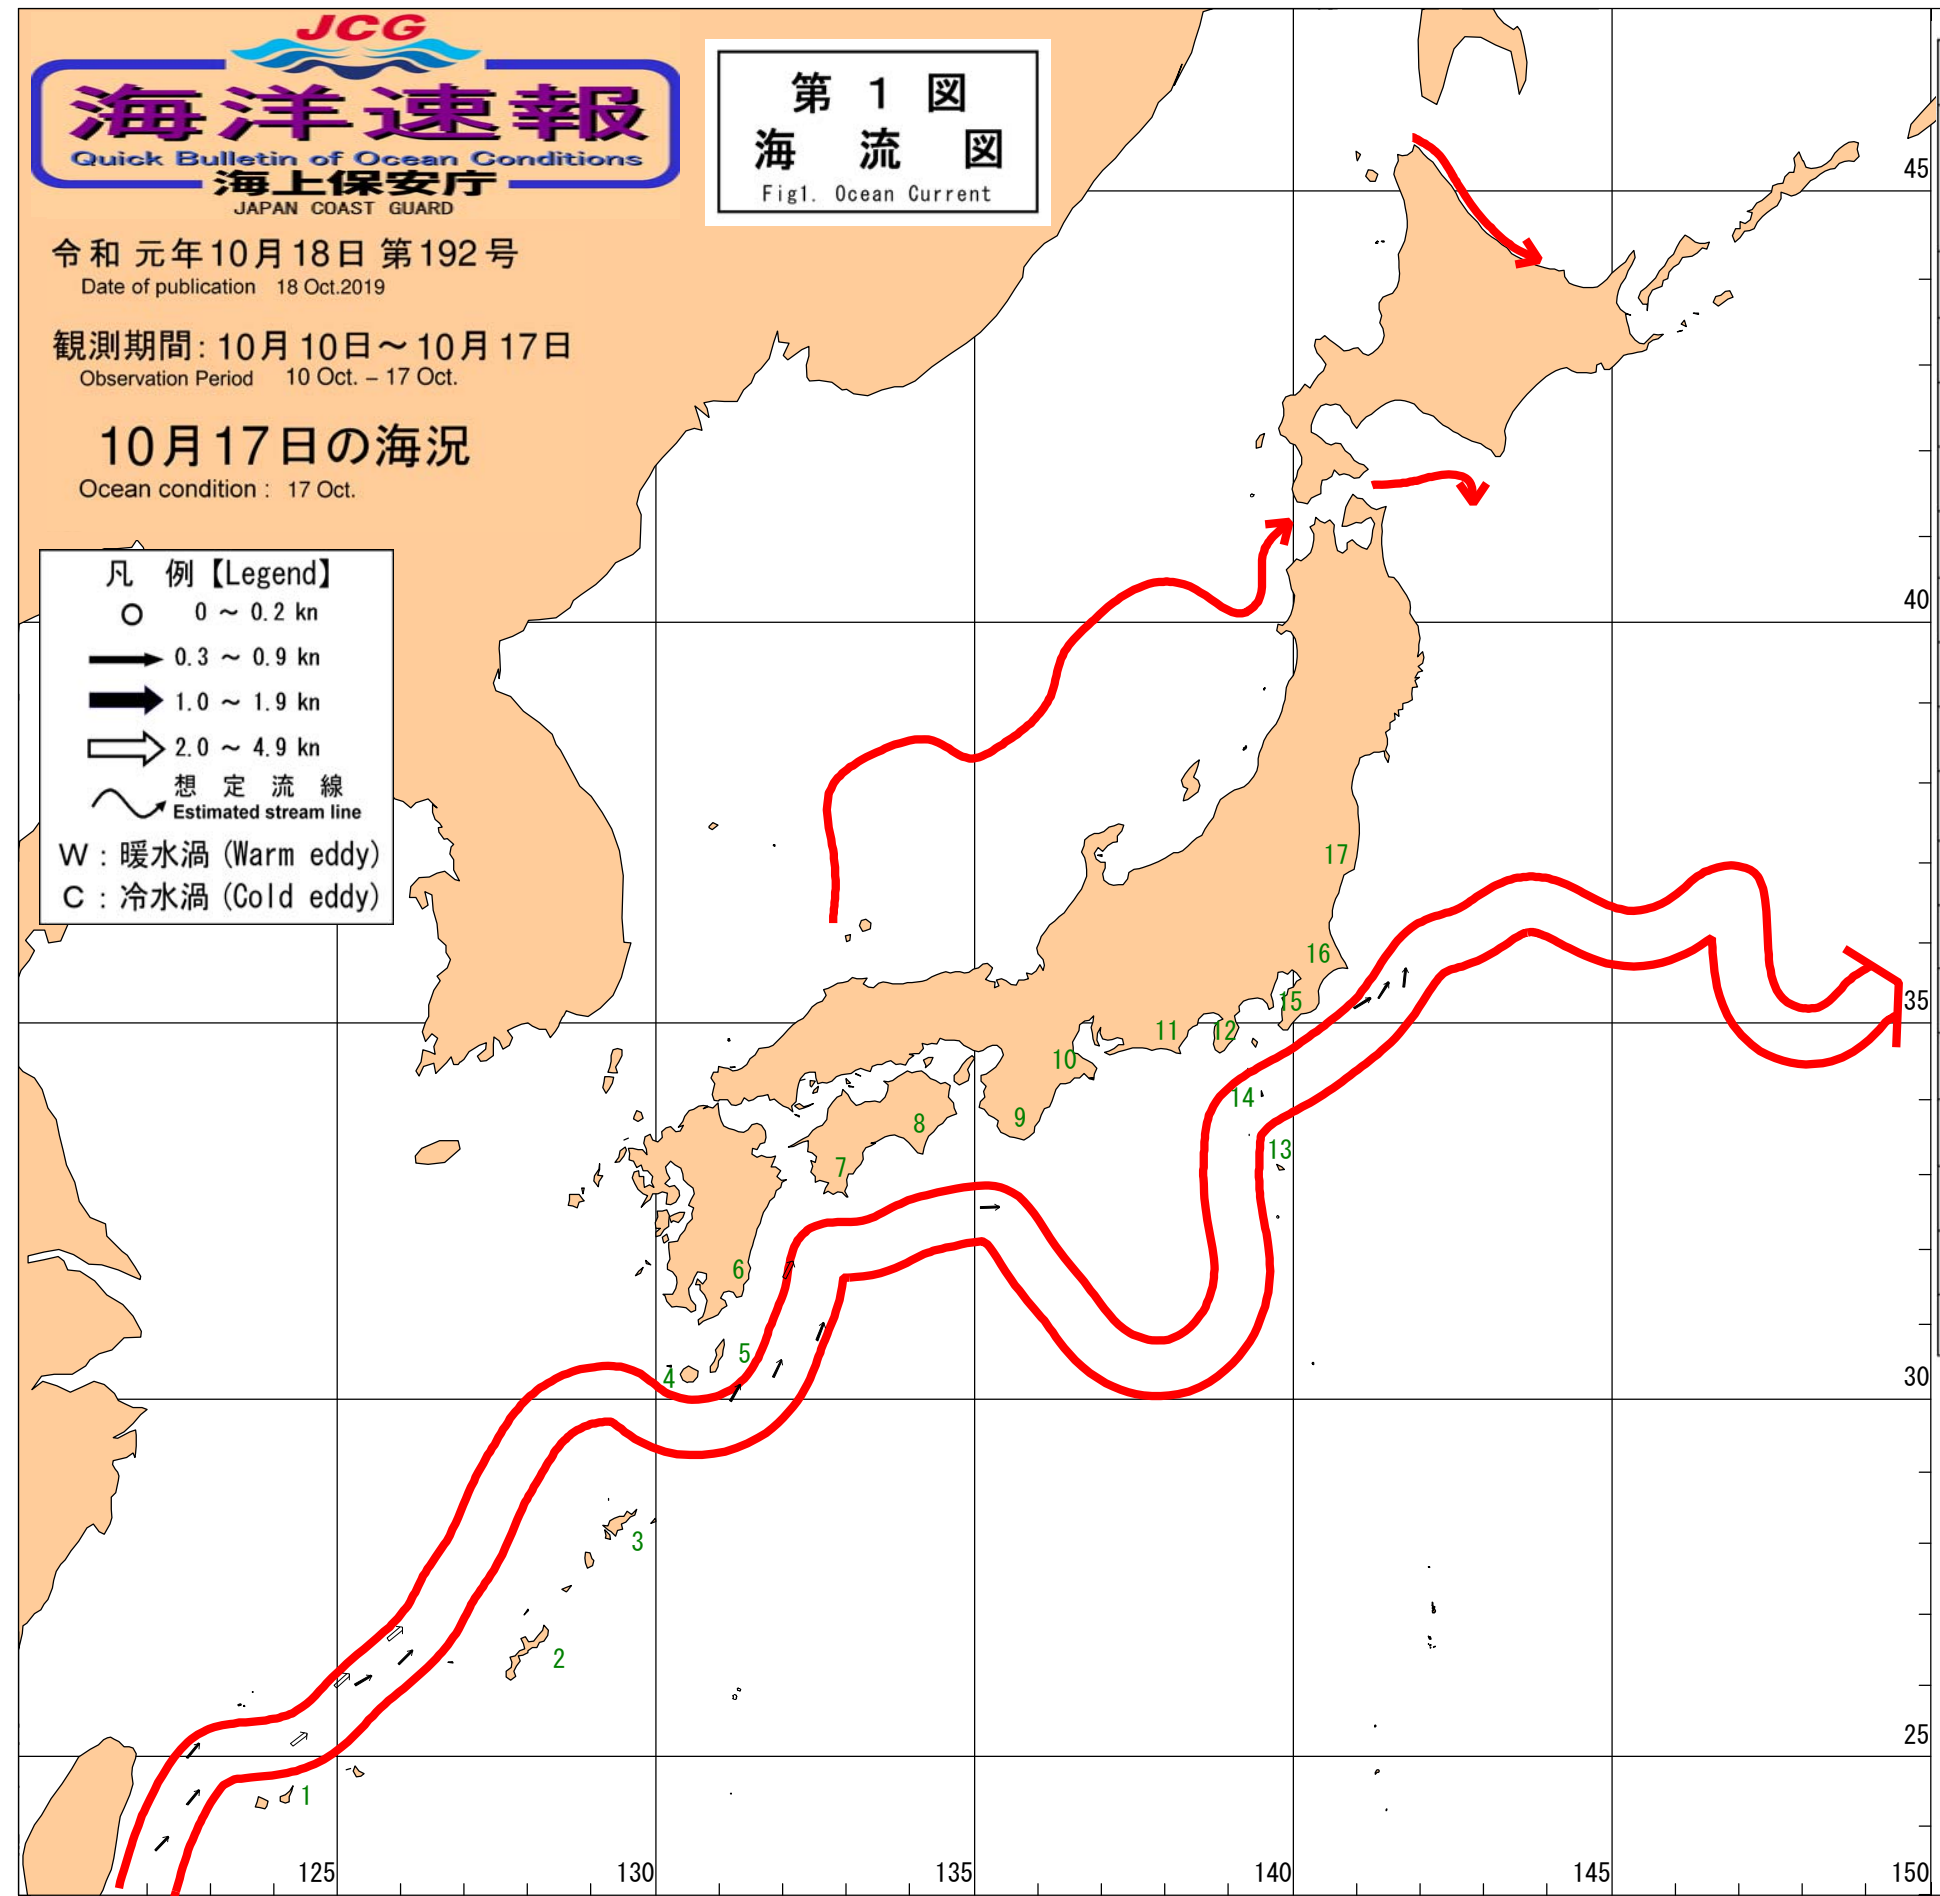 JCG
海洋速報
Quick Bulletin of Ocean Conditions
海上保安庁
JAPAN COAST GUARD
第 1 図
海 流 図
Fig1. Ocean Current
令和 元年10月18日 第192号
Date of publication 18 Oct.2019
観測期間: 10月10日～10月17日
Observation Period 10 Oct. – 17 Oct.
10月17日の海況
Ocean condition : 17 Oct.
凡 例【Legend】
0 ～ 0.2 kn
0.3 ～ 0.9 kn
1.0 ～ 1.9 kn
2.0 ～ 4.9 kn
想 定 流 線
Estimated stream line
W : 暖水渦 (Warm eddy)
C : 冷水渦 (Cold eddy)
45
40
35
30
25
17
16
15
11
12
10
14
9
8
13
7
6
5
4
3
2
1
125
130
135
140
145
150